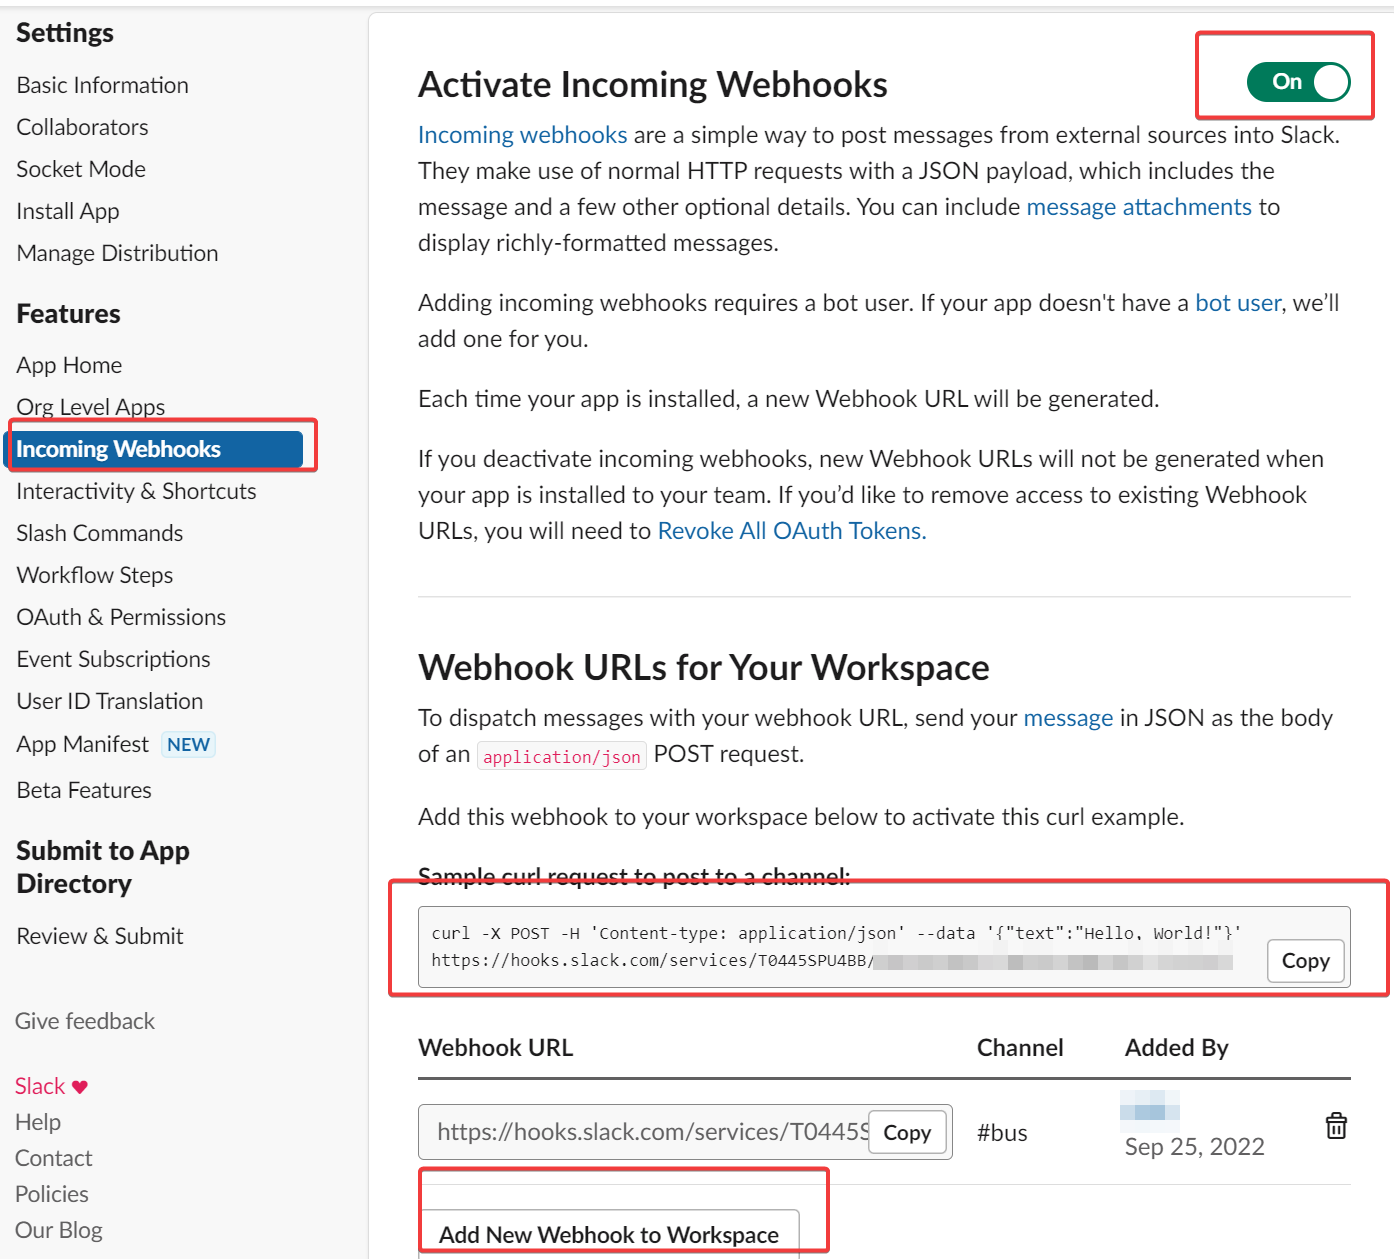 Settings
Basic Information
Collaborators
Socket Mode
Install App
Manage Distribution
Features
App Home
Org Level Apps
Incoming Webhooks
Interactivity & Shortcuts
Slash Commands
Workflow Steps
OAuth & Permissions
Event Subscriptions
User ID Translation
App Manifest NEW
Beta Features
Submit to App
Directory
Review & Submit
Give feedback
Slack ♥
Help
Contact
Policies
Our Blog
Activate Incoming Webhooks
On
Incoming webhooks are a simple way to post messages from external sources into Slack.
They make use of normal HTTP requests with a JSON payload, which includes the
message and a few other optional details. You can include message attachments to
display richly-formatted messages.
Adding incoming webhooks requires a bot user. If your app doesn't have a bot user, we’ll
add one for you.
Each time your app is installed, a new Webhook URL will be generated.
If you deactivate incoming webhooks, new Webhook URLs will not be generated when
your app is installed to your team. If you’d like to remove access to existing Webhook
URLs, you will need to Revoke All OAuth Tokens.
Webhook URLs for Your Workspace
To dispatch messages with your webhook URL, send your message in JSON as the body
of an application/json POST request.
Add this webhook to your workspace below to activate this curl example.
Sample curl request to post to a channel:
curl -X POST -H 'Content-type: application/json' --data '{"text":"Hello, World!"}'
https://hooks.slack.com/services/T0445SPU4BB/
Copy
Webhook URL Channel Added By
https://hooks.slack.com/services/T0445S Copy #bus
Sep 25, 2022
Add New Webhook to Workspace